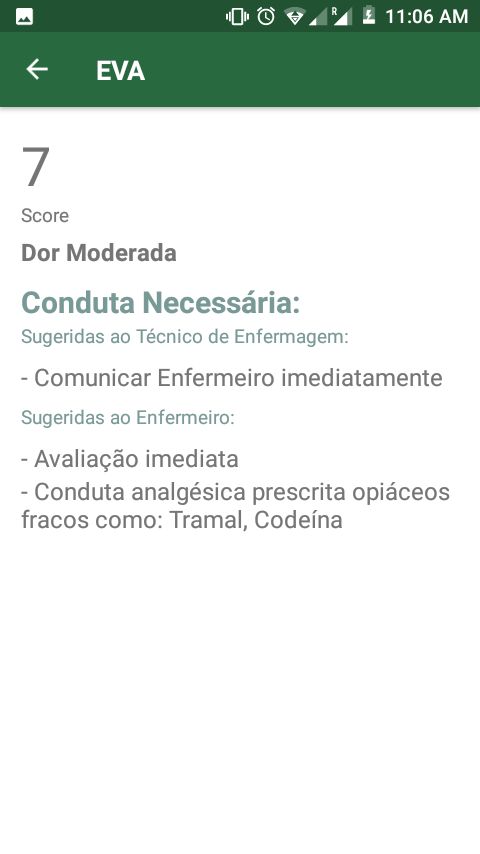 R
11:06 AM
EVA
7
Score
Dor Moderada
Conduta Necessária:
Sugeridas ao Técnico de Enfermagem:
- Comunicar Enfermeiro imediatamente
Sugeridas ao Enfermeiro:
- Avaliação imediata
- Conduta analgésica prescrita opiáceos
fracos como: Tramal, Codeína